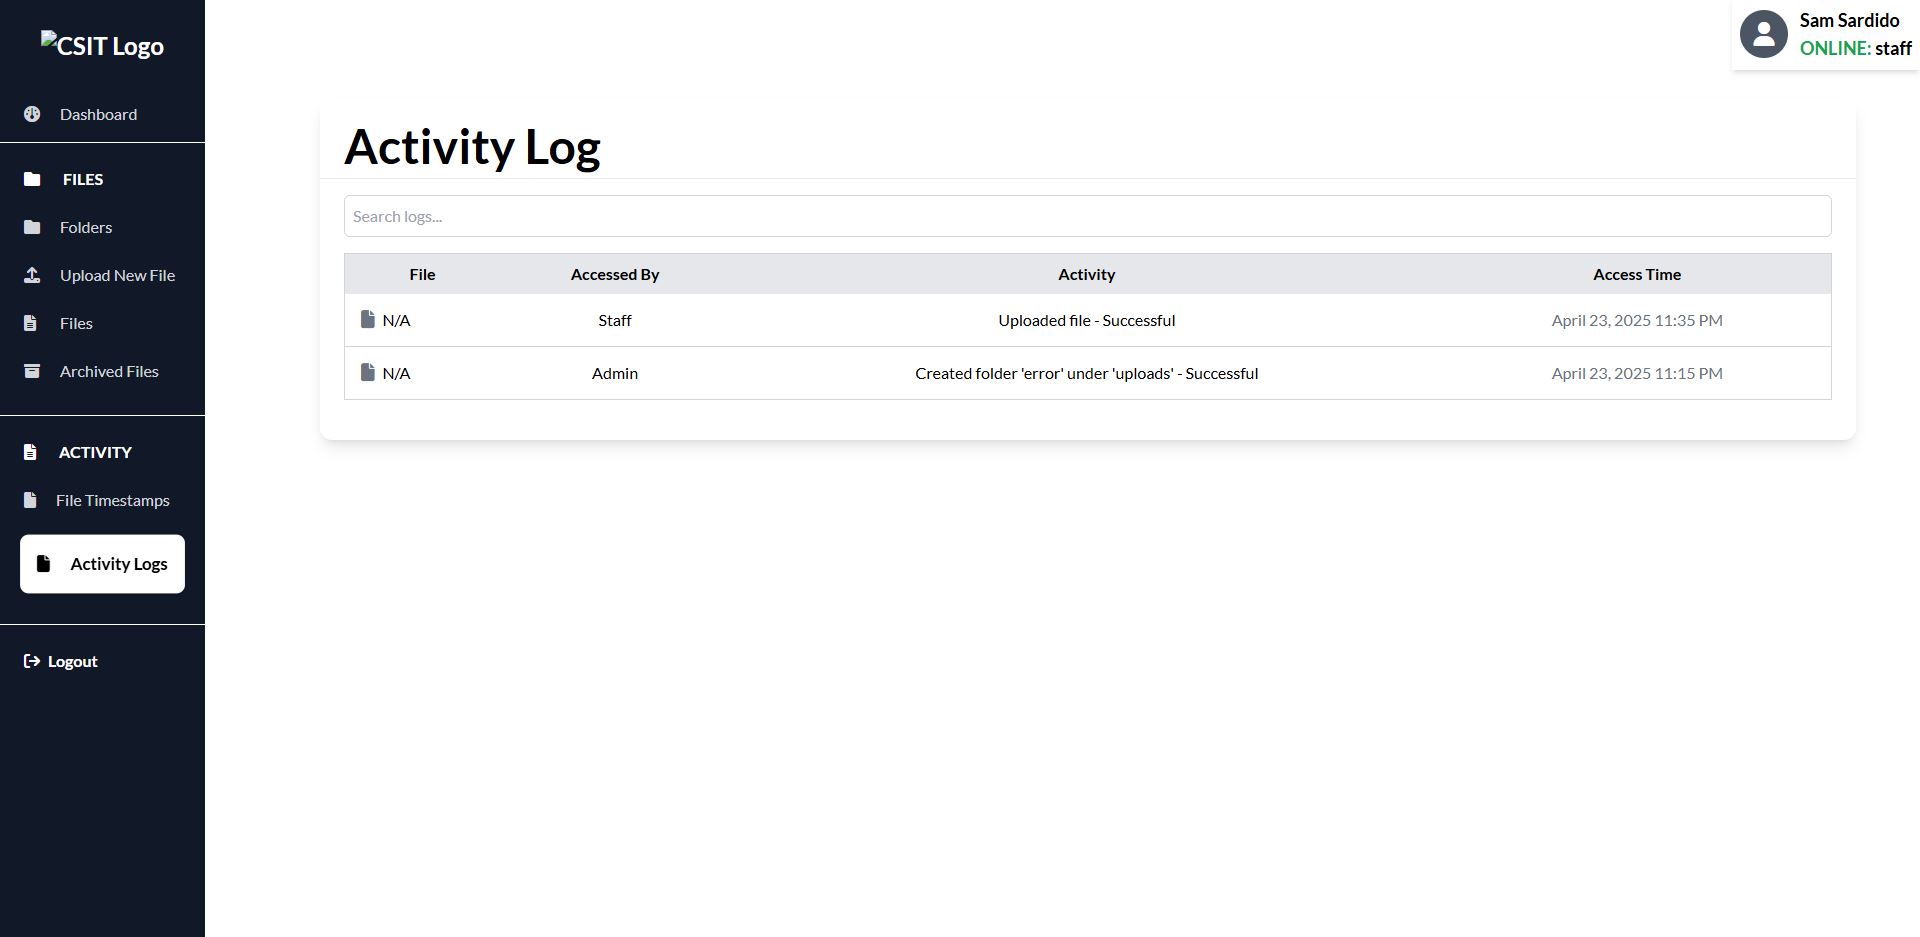 CSIT Logo
Dashboard
FILES
Folders
Upload New File
Files
Archived Files
ACTIVITY
File Timestamps
Activity Logs
Logout
Sam Sardido
ONLINE: staff
Activity Log
Search logs...
File Accessed By Activity Access Time
N/A Staff Uploaded file - Successful April 23, 2025 11:35 PM
N/A Admin Created folder 'error' under 'uploads' - Successful April 23, 2025 11:15 PM